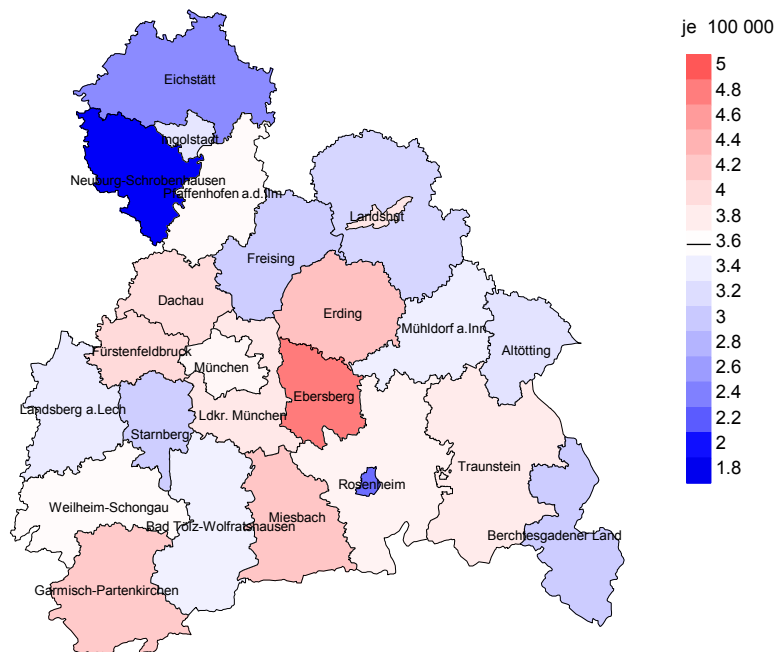 je 100 000
5
4.8
4.6
4.4
4.2
4
3.8
3.6
3.4
3.2
3
2.8
2.6
2.4
2.2
2
1.8
Eichstätt
Ingolstadt
Neuburg-Schrobenhausen
Pfaffenhofen a.d.Ilm
Landshut
Freising
Dachau
Erding
Mühldorf a.Inn
Altötting
Fürstenfeldbruck
München
Ebersberg
Landsberg a.Lech
Starnberg
Ldkr. München
Traunstein
Rosenheim
Weilheim-Schongau
Miesbach
Bad Tölz-Wolfratshausen
Berchtesgadener Land
Garmisch-Partenkirchen